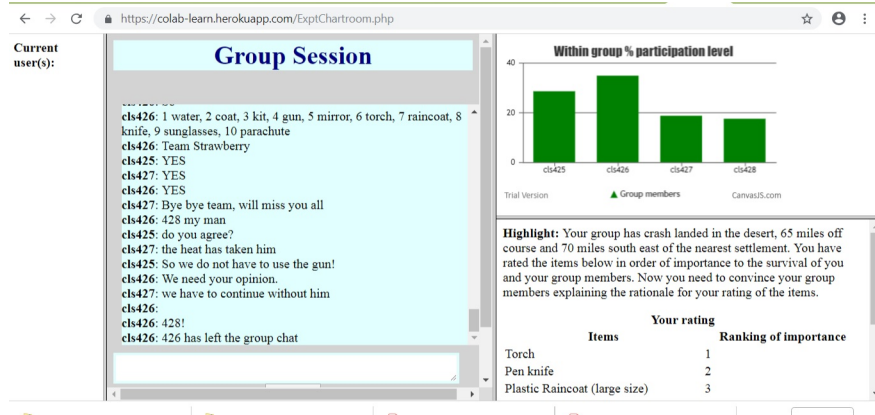 https://colab-learn.herokuapp.com/ExptChartroom.php
Current
user(s):
Group Session
cls426: 1 water, 2 coat, 3 kit, 4 gun, 5 mirror, 6 torch, 7 raincoat, 8
knife, 9 sunglasses, 10 parachute
cls426: Team Strawberry
cls425: YES
cls427: YES
cls426: YES
cls427: Bye bye team, will miss you all
cls426: 428 my man
cls425: do you agree?
cls427: the heat has taken him
cls425: So we do not have to use the gun!
cls426: We need your opinion.
cls427: we have to continue without him
cls426:
cls426: 428!
cls426: 426 has left the group chat
Within group % participation level
40
20
0
cls425 cls426 cls427 cls428
Trial Version Group members CanvasJS.com
Highlight: Your group has crash landed in the desert, 65 miles off
course and 70 miles south east of the nearest settlement. You have
rated the items below in order of importance to the survival of you
and your group members. Now you need to convince your group
members explaining the rationale for your rating of the items.
Your rating
Items Ranking of importance
Torch 1
Pen knife 2
Plastic Raincoat (large size) 3